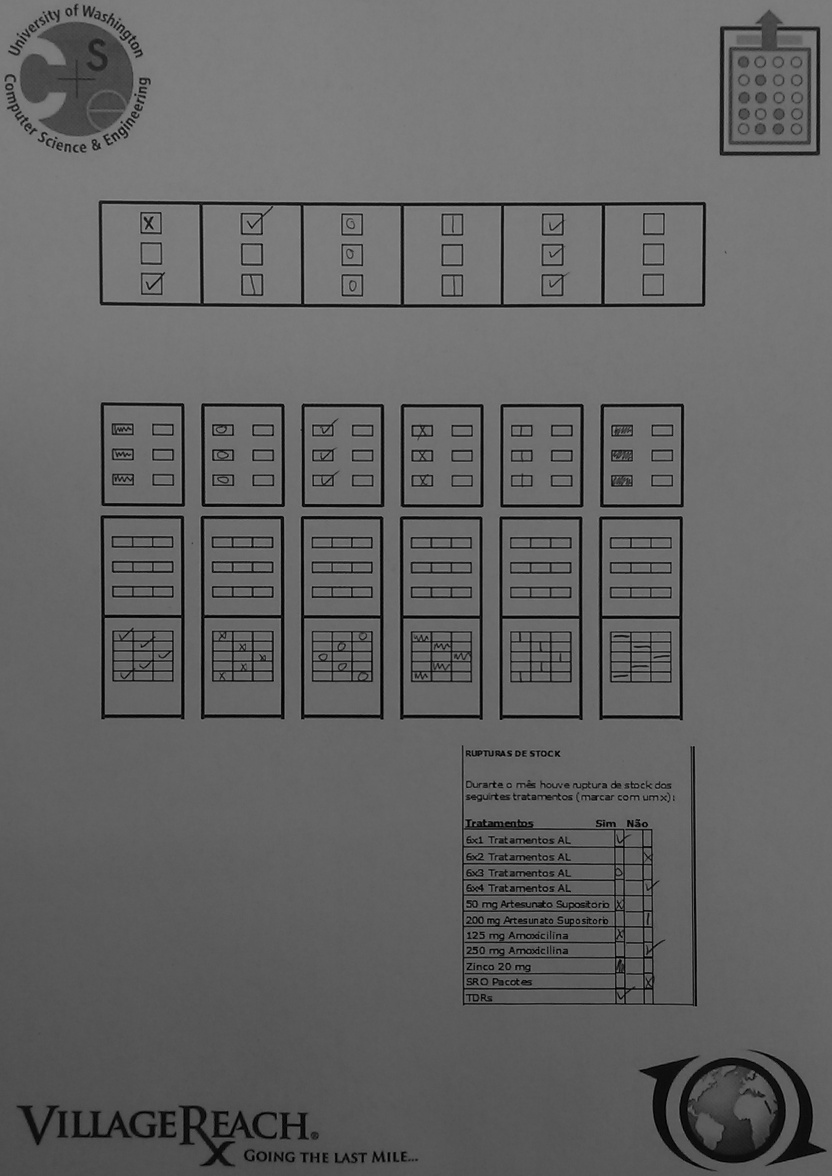 University of Washington
CSe
Computer Science & Engineering
RUPTURAS DE STOCK
Durante o mês houve ruptura de stock dos
seguintes tratamentos (marcar com um x) :
Tratamentos Sim Não
6x1 Tratamentos AL
6x2 Tratamentos AL
6x3 Tratamentos AL
6x4 Tratamentos AL
50 mg Artesunato Supositorio
200 mg Artesunato Supositorio
125 mg Amoxicilina
250 mg Amoxicilina
Zinco 20 mg
SRO Pacotes
TDRs
VILLAGEREACH®
GOING THE LAST MILE...